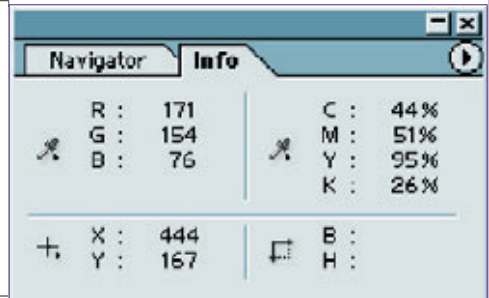 Navigator Info
R : 171
G : 154
B : 76
C : 44%
M : 51%
Y : 95%
K : 26%
X : 444
Y : 167
B :
H :